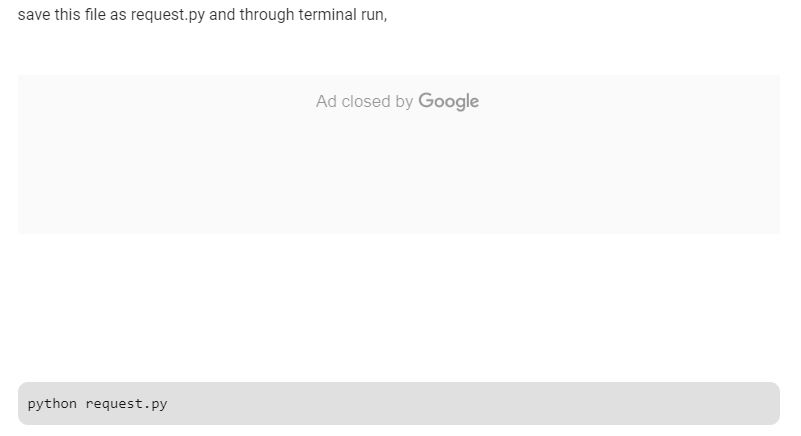 save this file as request.py and through terminal run,
Ad closed by Google
python request.py